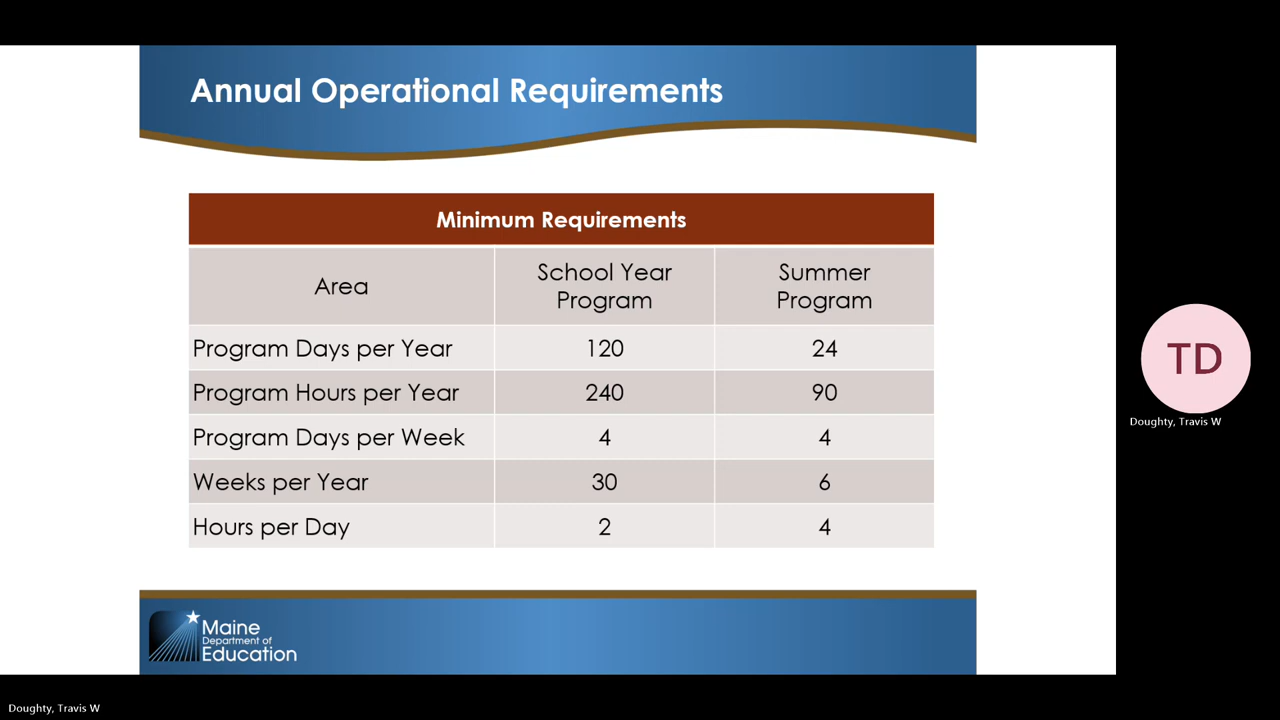 Annual Operational Requirements
Minimum Requirements
Area
School Year
Program
Summer
Program
Program Days per Year 120 24
Program Hours per Year 240 90
Program Days per Week 4 4
Weeks per Year 30 6
Hours per Day 2 4
TD
Doughty, Travis W
Maine
Department of
Education
Doughty, Travis W